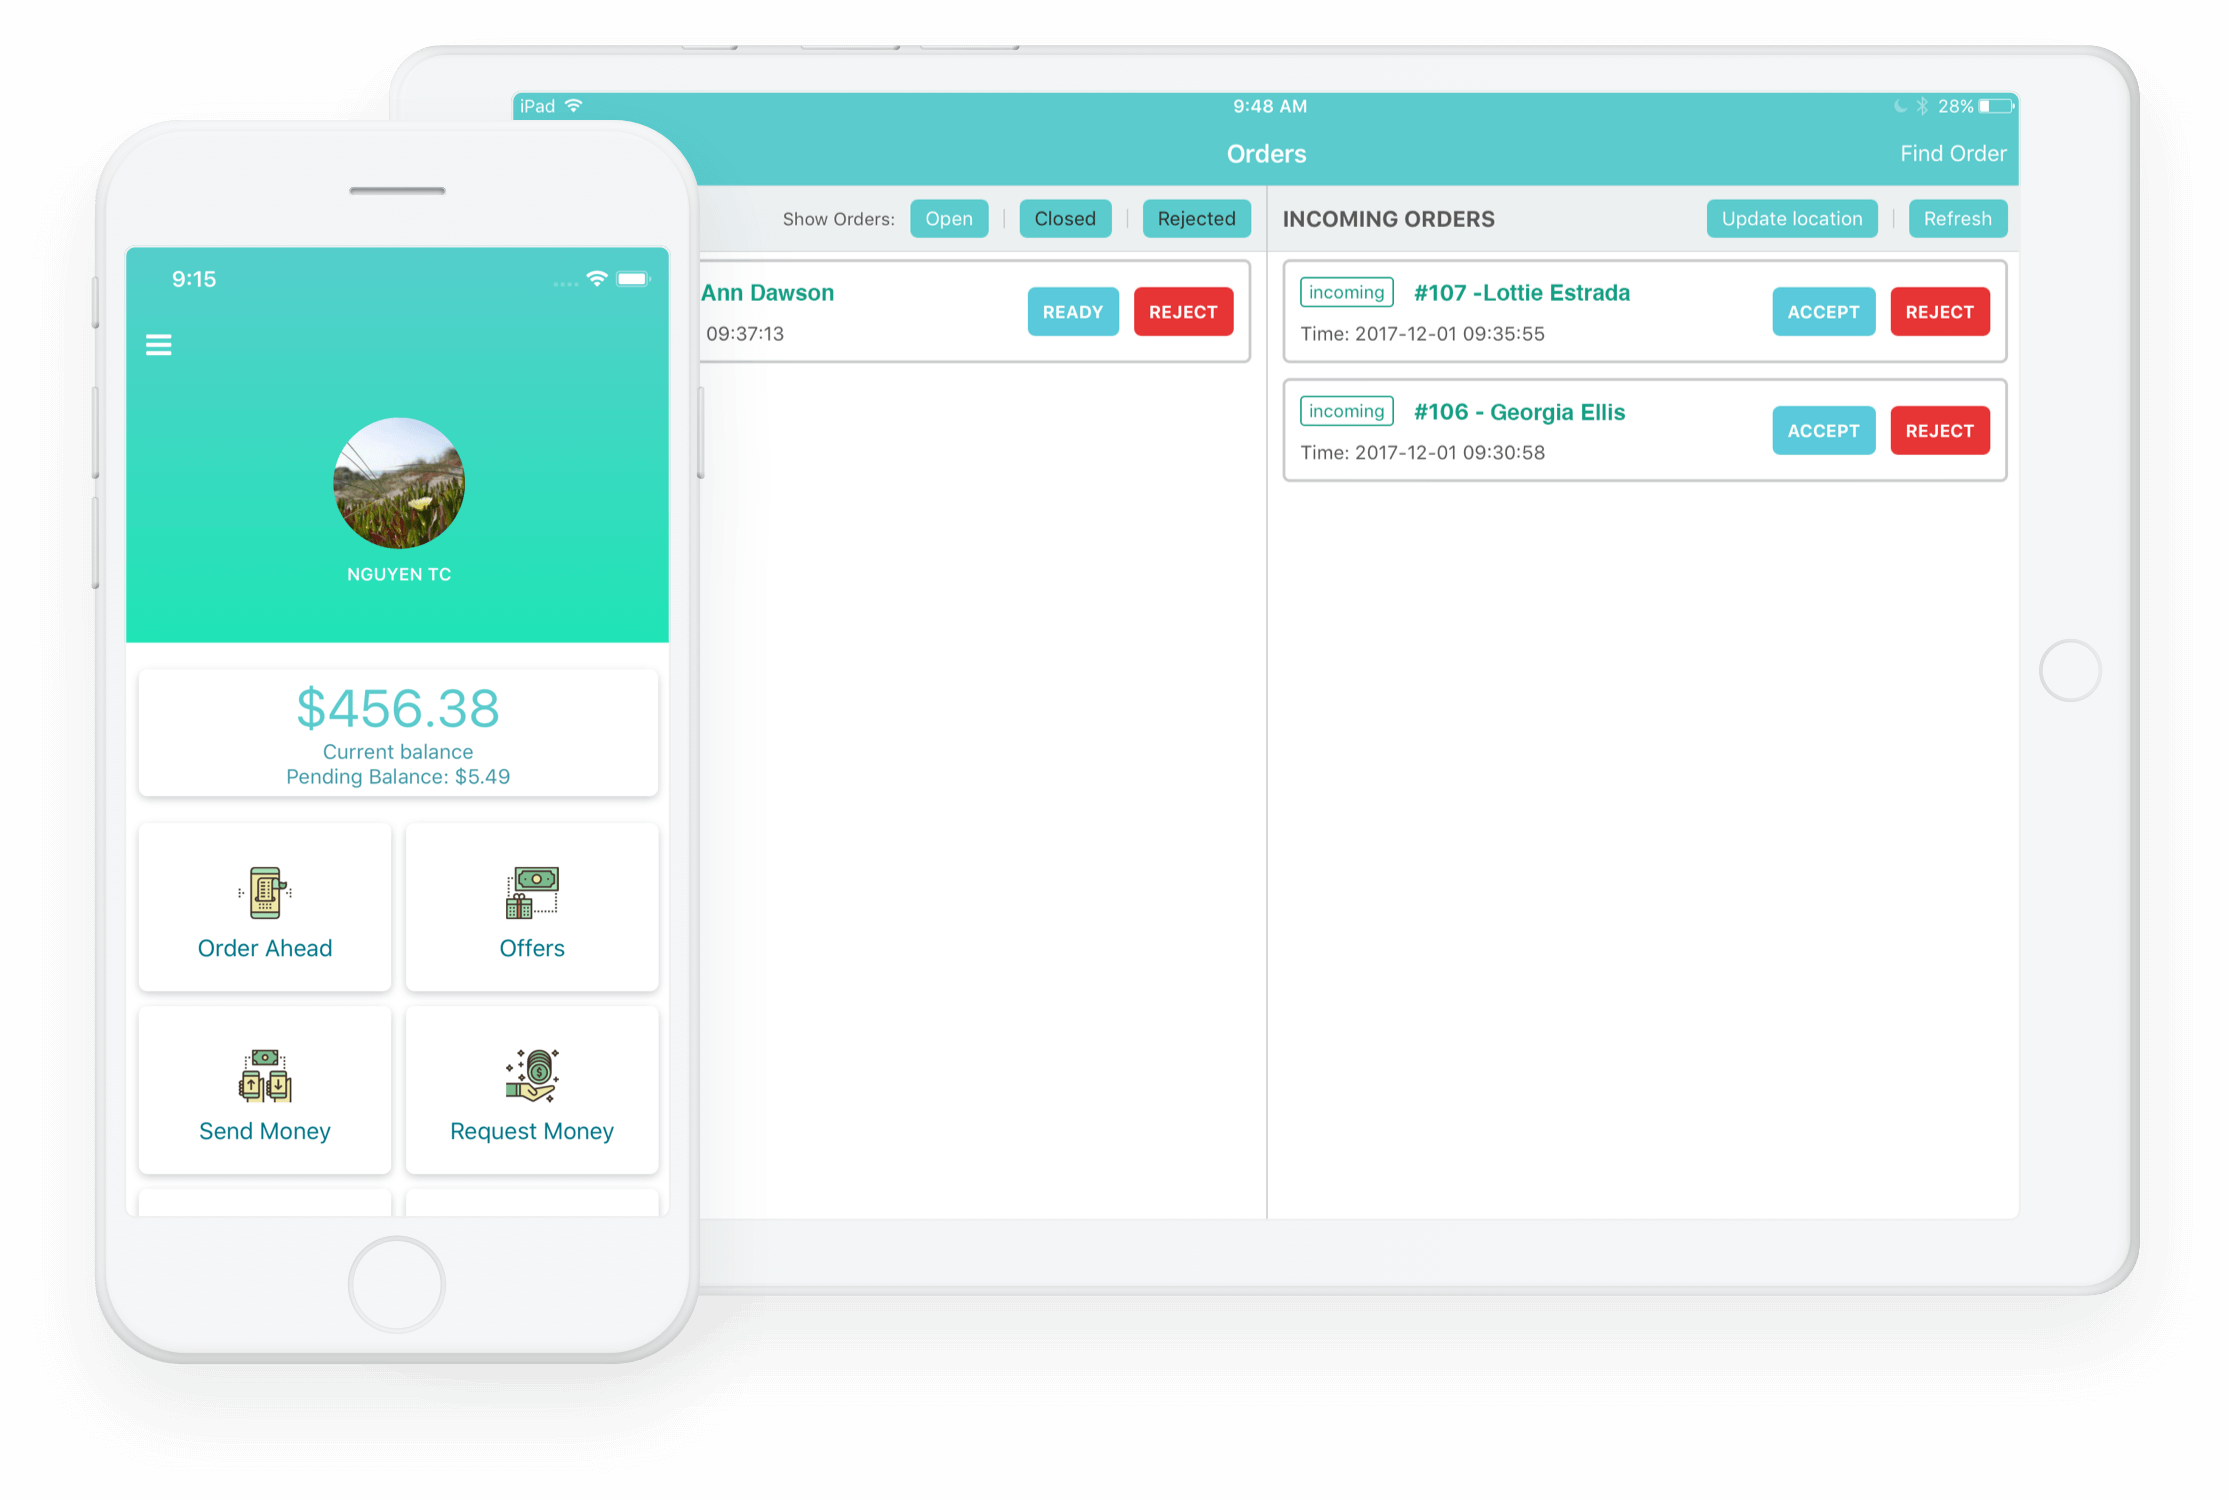 iPad
9:48 AM
28%
Orders
Find Order
Show Orders:
Open
Closed
Rejected
Ann Dawson
09:37:13
READY
REJECT
INCOMING ORDERS
Update location
Refresh
incoming
#107 -Lottie Estrada
Time: 2017-12-01 09:35:55
ACCEPT
REJECT
incoming
#106 - Georgia Ellis
Time: 2017-12-01 09:30:58
ACCEPT
REJECT
9:15
NGUYEN TC
$456.38
Current balance
Pending Balance: $5.49
Order Ahead
Offers
Send Money
Request Money